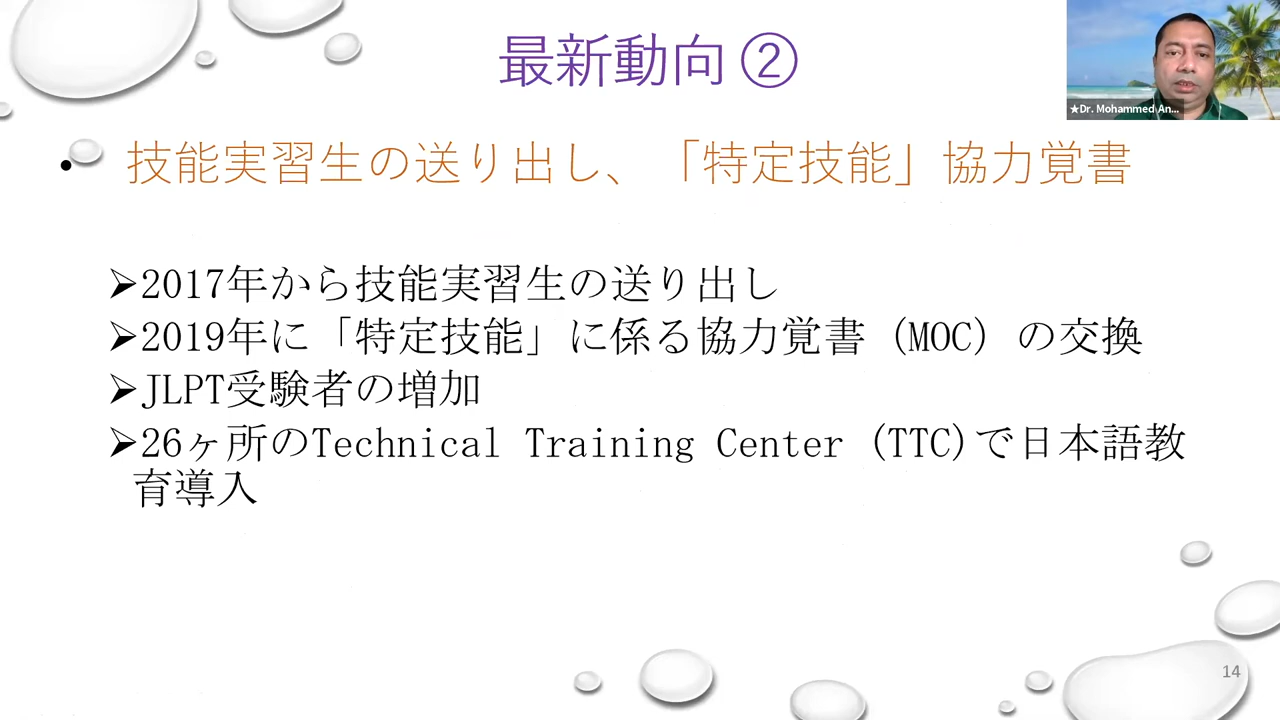 最新動向②
★Dr. Mohammed An...
• 技能実習生の送り出し、「特定技能」協力覚書
➢2017年から技能実習生の送り出し
➢2019年に「特定技能」に係る協力覚書（MOC）の交換
➢JLPT受験者の増加
➢26ヶ所のTechnical Training Center (TTC)で日本語教
育導入
14